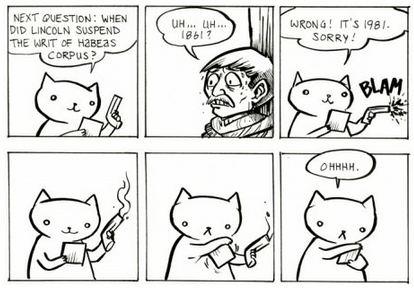 NEXT QUESTION: WHEN
DID LINCOLN SUSPEND
THE WRIT OF HABEAS
CORPUS?
UH... UH...
1861?
WRONG! IT'S 1981.
SORRY!
BLAM
OHHHH.